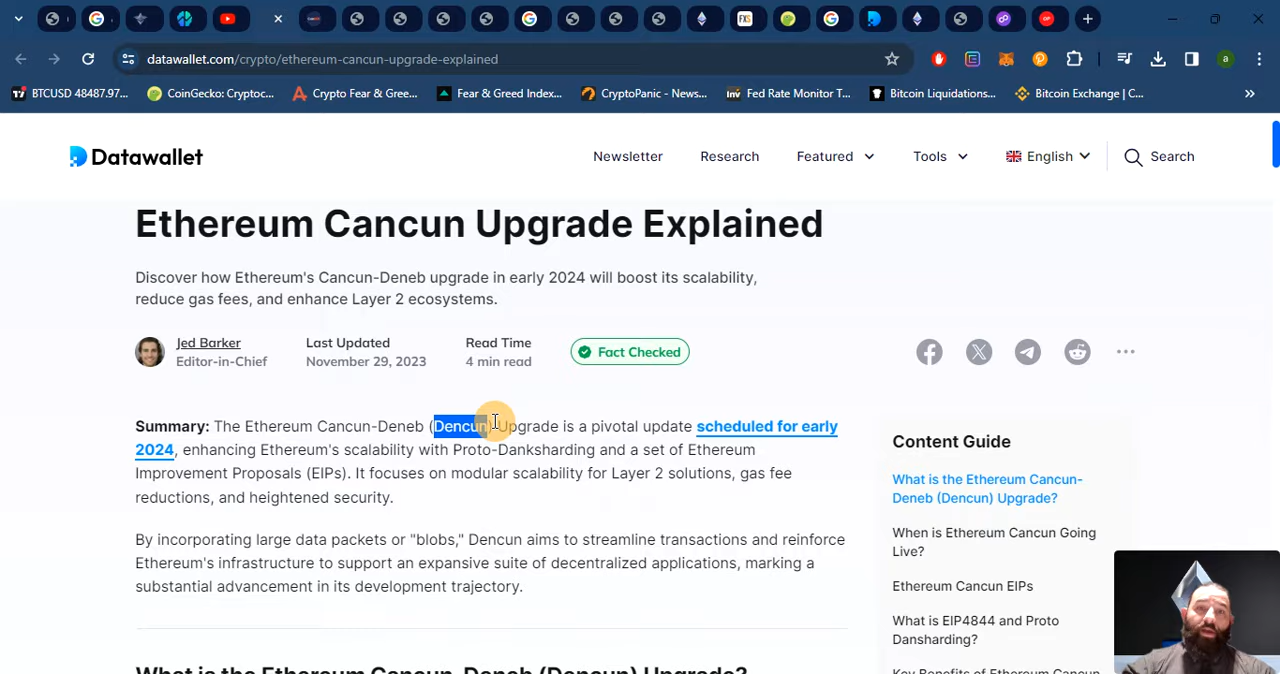 datawallet.com/crypto/ethereum-cancun-upgrade-explained
a
BTCUSD 48487.97...
CoinGecko: Cryptoc...
Crypto Fear & Gree...
Fear & Greed Index...
CryptoPanic - News...
Inv
Fed Rate Monitor T...
Bitcoin Liquidations...
Bitcoin Exchange | C...
Datawallet
Newsletter
Research
Featured
Tools
English
Search
Ethereum Cancun Upgrade Explained
Discover how Ethereum's Cancun-Deneb upgrade in early 2024 will boost its scalability,
reduce gas fees, and enhance Layer 2 ecosystems.
Jed Barker
Editor-in-Chief
Last Updated
November 29, 2023
Read Time
4 min read
Fact Checked
Summary: The Ethereum Cancun-Deneb (Dencun) Upgrade is a pivotal update scheduled for early
2024, enhancing Ethereum's scalability with Proto-Danksharding and a set of Ethereum
Improvement Proposals (EIPs). It focuses on modular scalability for Layer 2 solutions, gas fee
reductions, and heightened security.
By incorporating large data packets or "blobs," Dencun aims to streamline transactions and reinforce
Ethereum's infrastructure to support an expansive suite of decentralized applications, marking a
substantial advancement in its development trajectory.
What is the Ethereum Cancun-Deneb (Dencun) Upgrade?
Content Guide
What is the Ethereum Cancun-
Deneb (Dencun) Upgrade?
When is Ethereum Cancun Going
Live?
Ethereum Cancun EIPs
What is EIP4844 and Proto
Dansharding?
Key Benefits of Ethereum Cancun